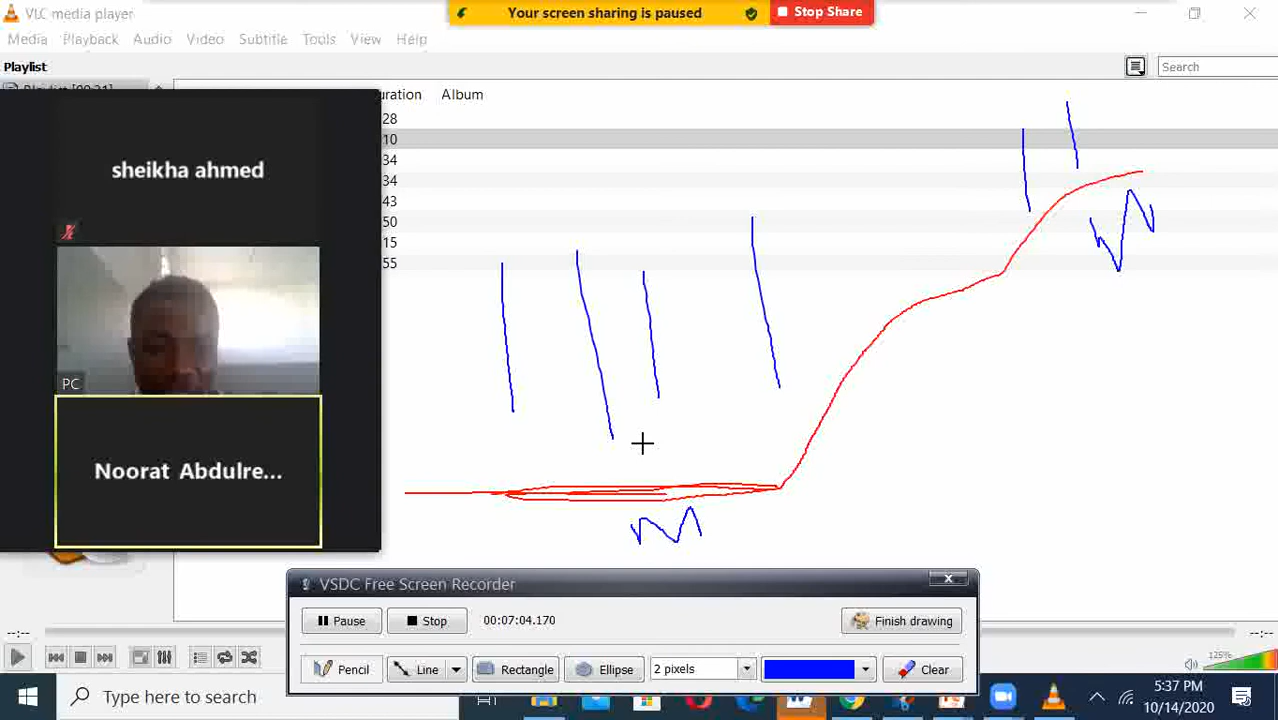 VLC media player
Your screen sharing is paused
Stop Share
Media Playback Audio Video Subtitle Tools View Help
Playlist
Search
uration Album
28
10
34
34
43
50
15
55
sheikha ahmed
PC
Noorat Abdulre...
VSDC Free Screen Recorder
Pause Stop 00:07:04.170 Finish drawing
Pencil Line Rectangle Ellipse 2 pixels Clear
--:-- --:--
125%
Type here to search
5:37 PM
10/14/2020